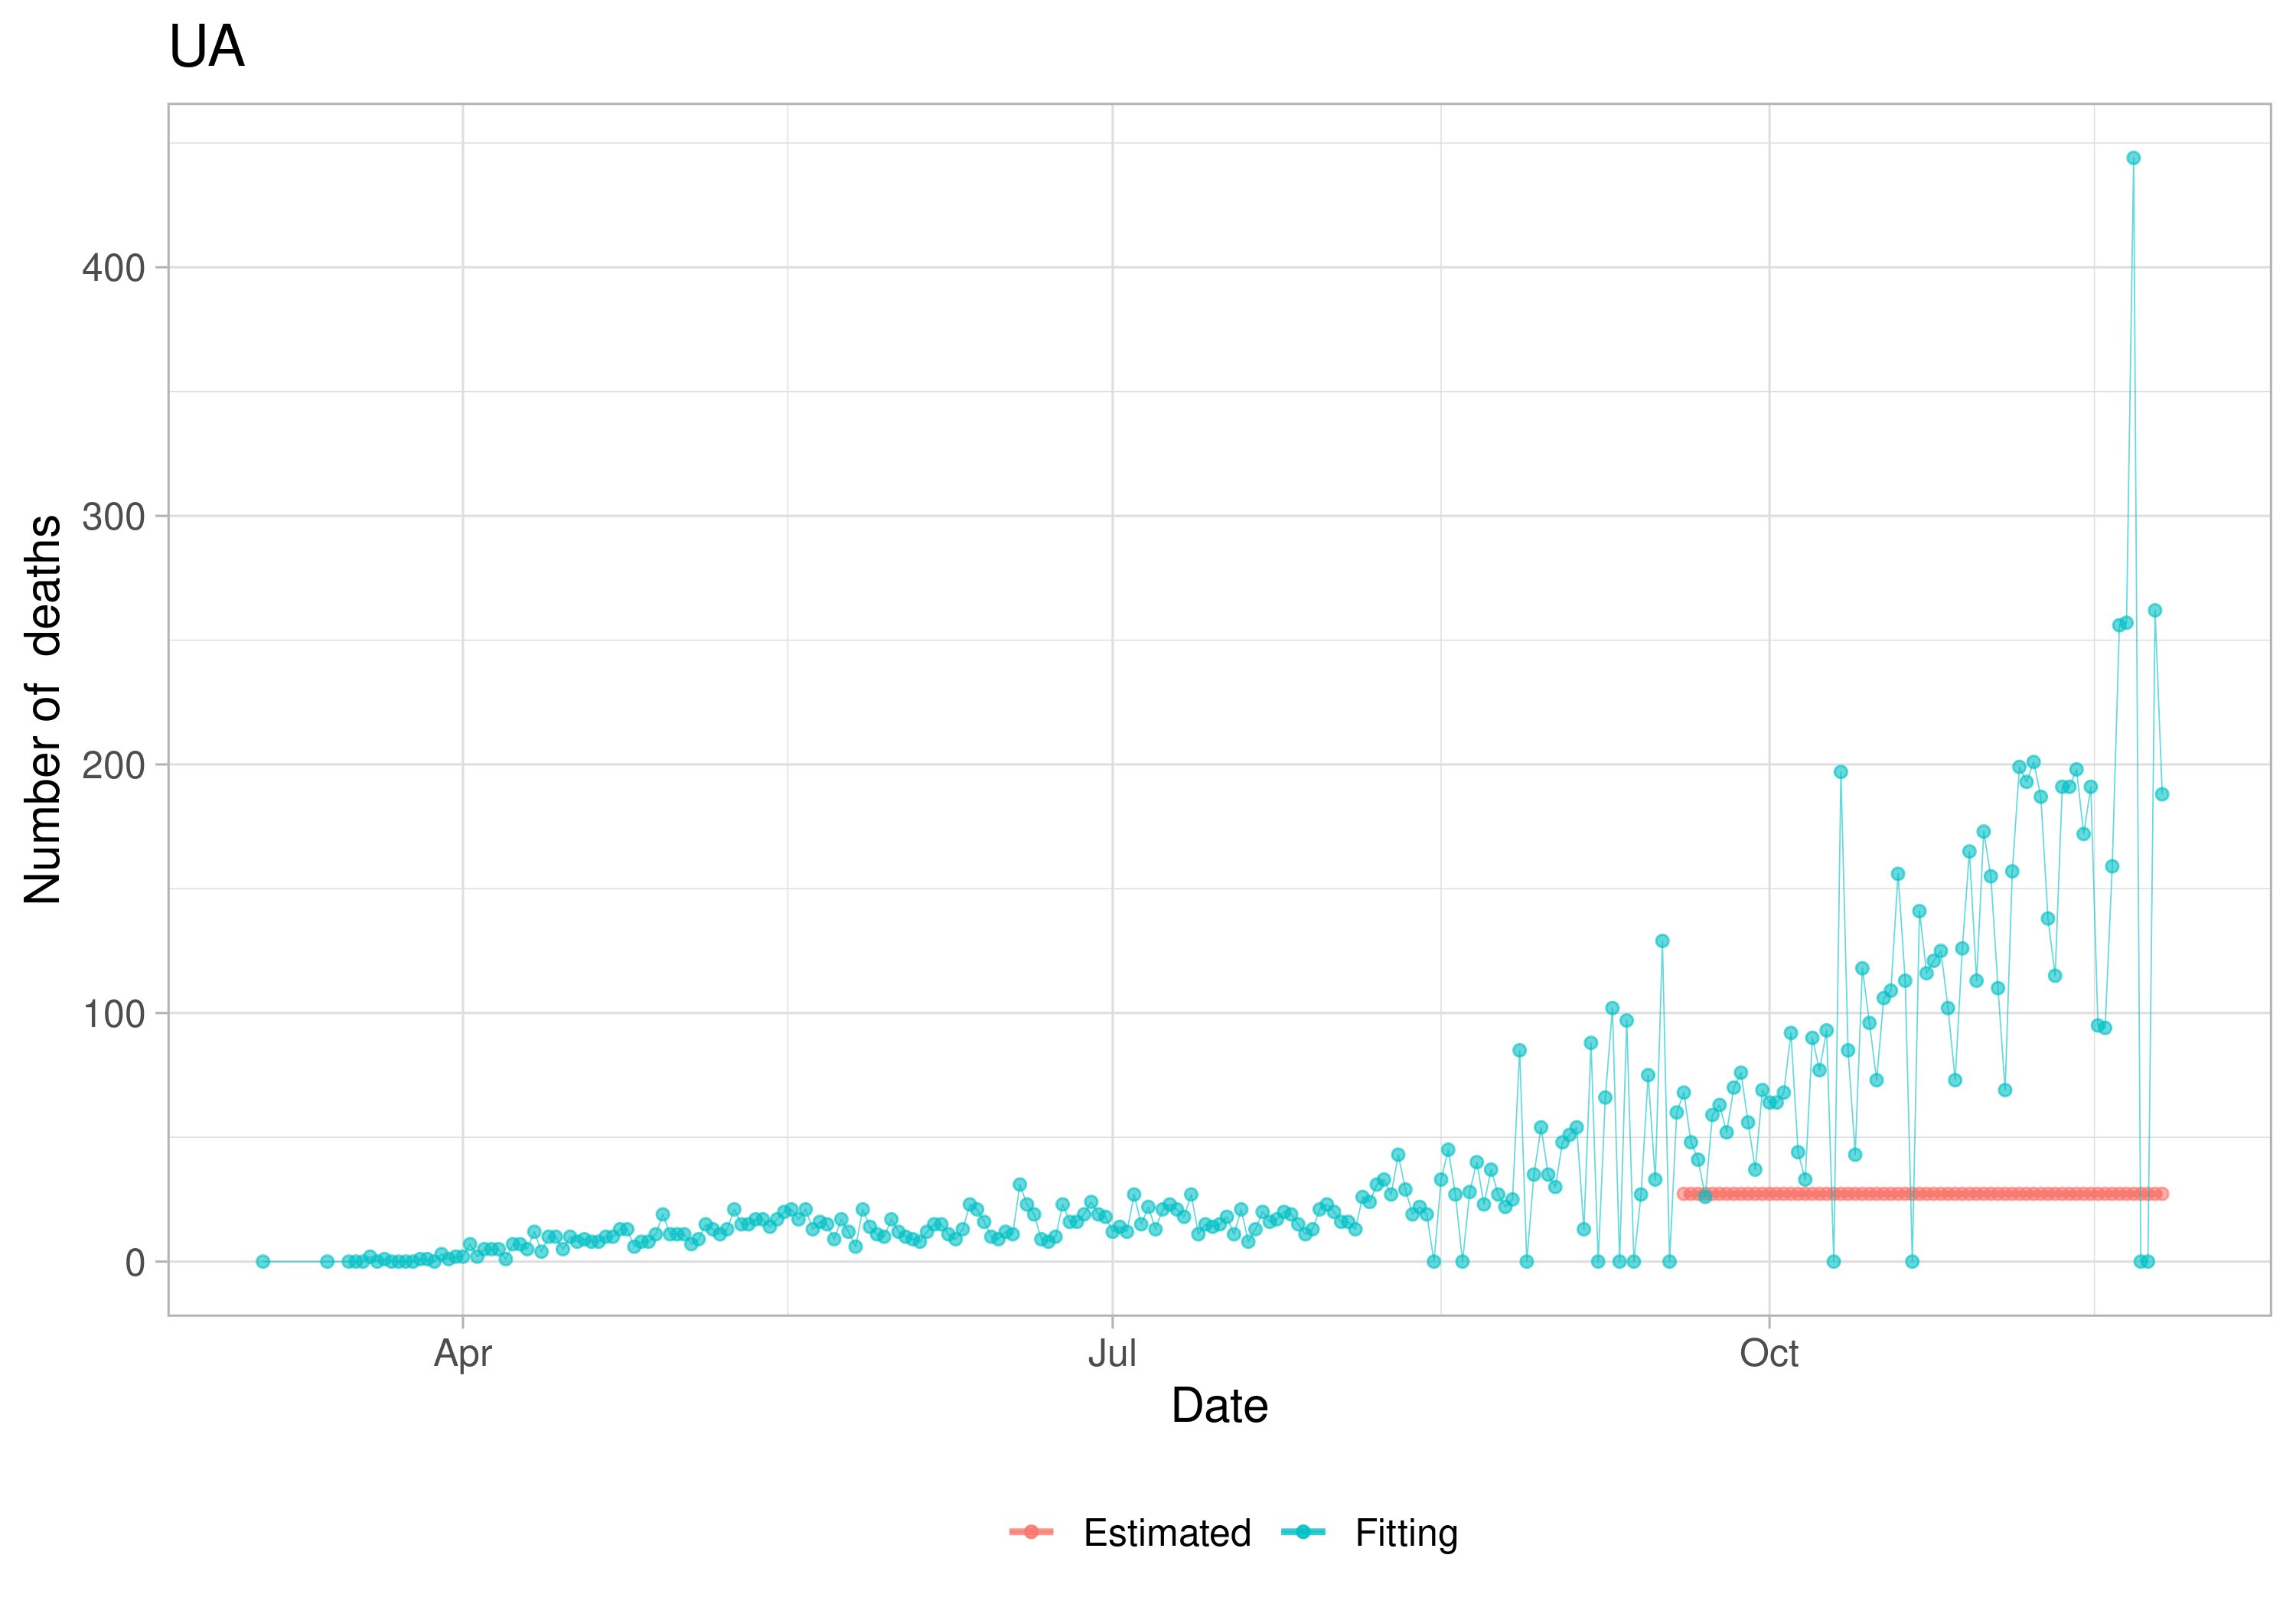 UA
Number of  deaths
400
300
200
100
0
Apr
Jul
Oct
Date
Estimated
Fitting